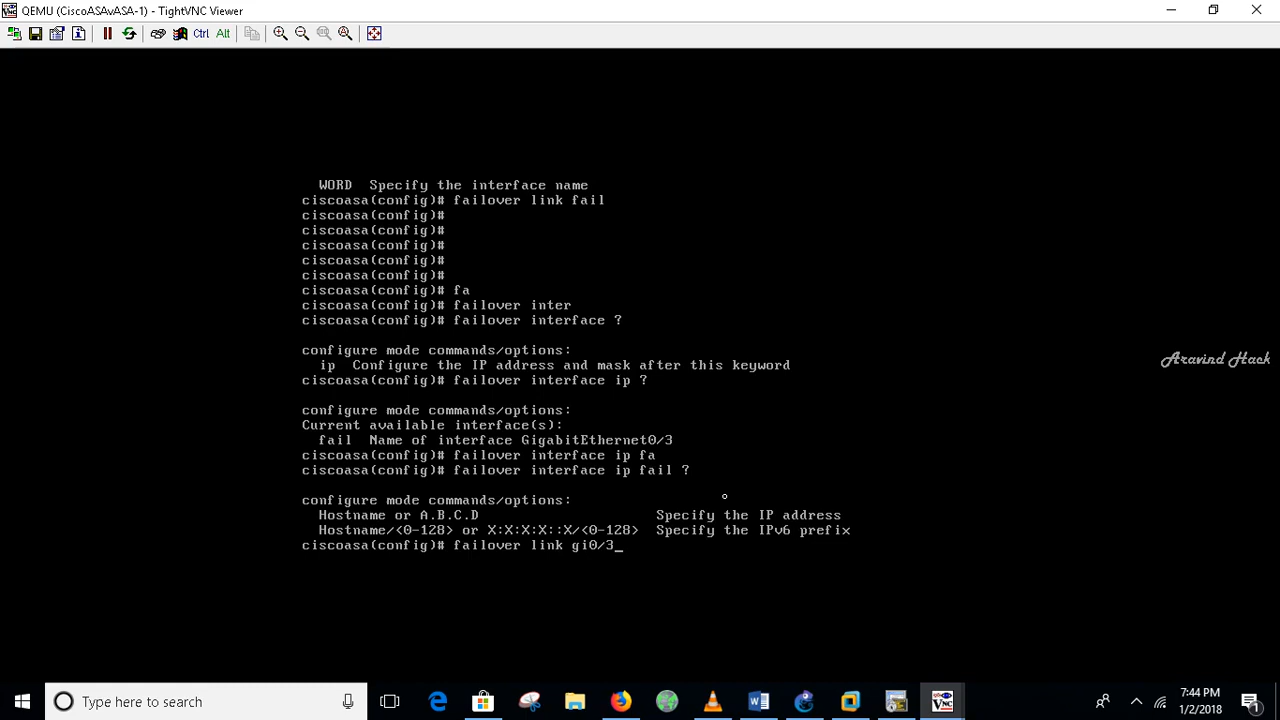 QEMU (CiscoASAvASA-1) - TightVNC Viewer
Ctrl Alt
WORD Specify the interface name
ciscoasa(config)# failover link fail
ciscoasa(config)#
ciscoasa(config)#
ciscoasa(config)#
ciscoasa(config)#
ciscoasa(config)#
ciscoasa(config)# fa
ciscoasa(config)# failover inter
ciscoasa(config)# failover interface ?
configure mode commands/options:
ip Configure the IP address and mask after this keyword
ciscoasa(config)# failover interface ip ?
configure mode commands/options:
Current available interface(s):
fail Name of interface GigabitEthernet0/3
ciscoasa(config)# failover interface ip fa
ciscoasa(config)# failover interface ip fail ?
configure mode commands/options:
Hostname or A.B.C.D Specify the IP address
Hostname/<0-128> or X:X:X:X::X/<0-128> Specify the IPv6 prefix
ciscoasa(config)# failover link gi0/3_
Aravind Hack
Type here to search
7:44 PM
1/2/2018